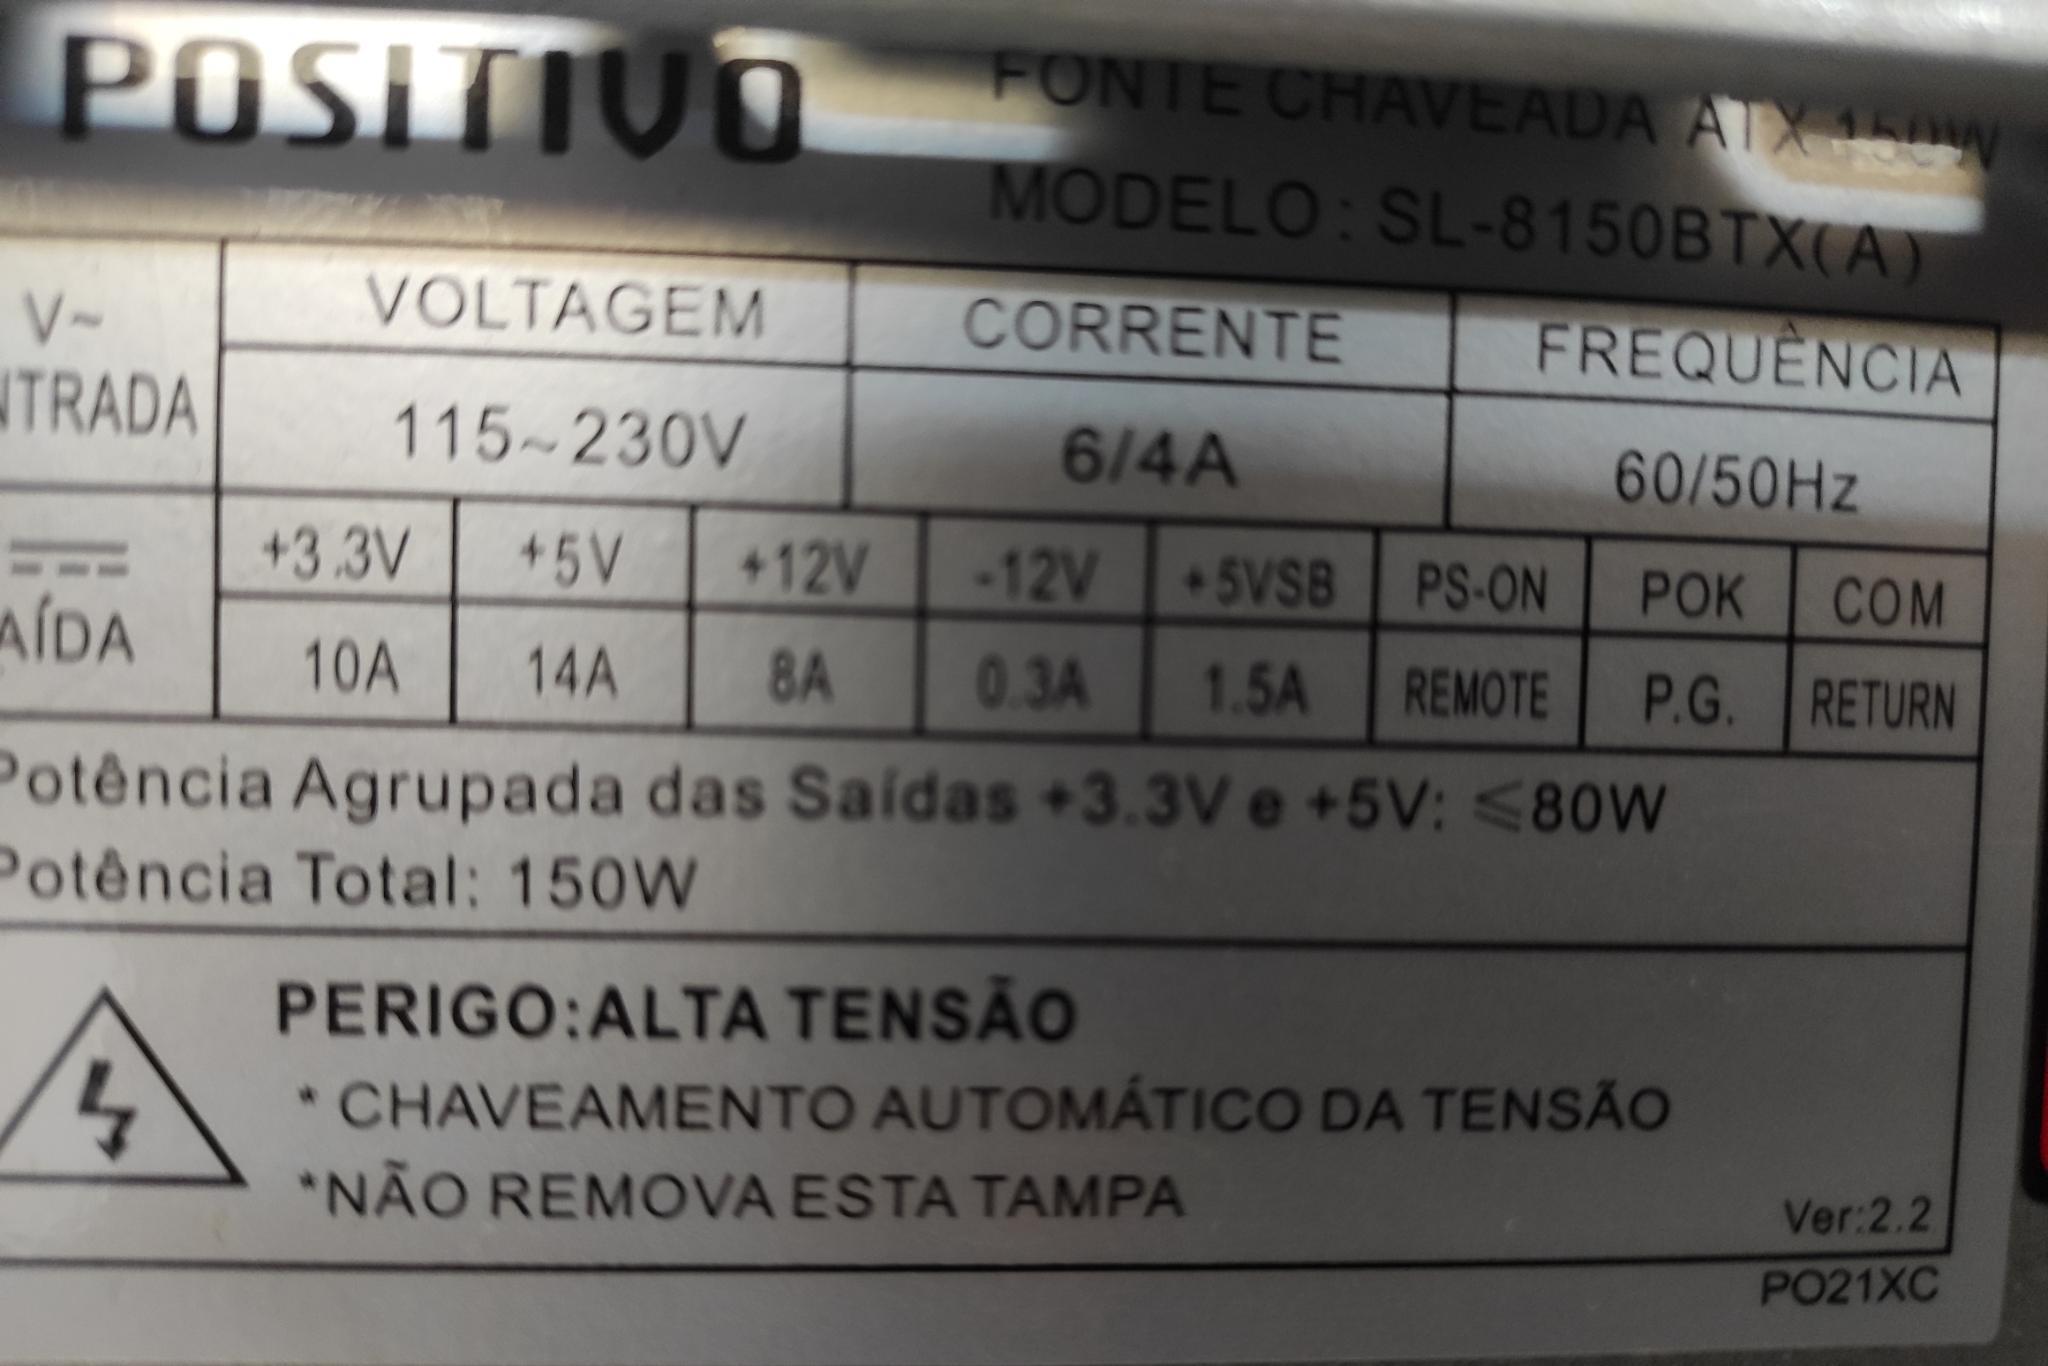 POSITIVO
FONTE CHAVEADA ATX 150W
MODELO: SL-8150BTX(A)
V~ VOLTAGEM CORRENTE FREQUÊNCIA
NTRADA 115~230V 6/4A 60/50Hz
+3.3V +5V +12V -12V +5VSB PS-ON POK COM
AÍDA 10A 14A 8A 0.3A 1.5A REMOTE P.G. RETURN
Potência Agrupada das Saídas +3.3V e +5V: ≤80W
Potência Total: 150W
PERIGO:ALTA TENSÃO
* CHAVEAMENTO AUTOMÁTICO DA TENSÃO
*NÃO REMOVA ESTA TAMPA
Ver:2.2
PO21XC